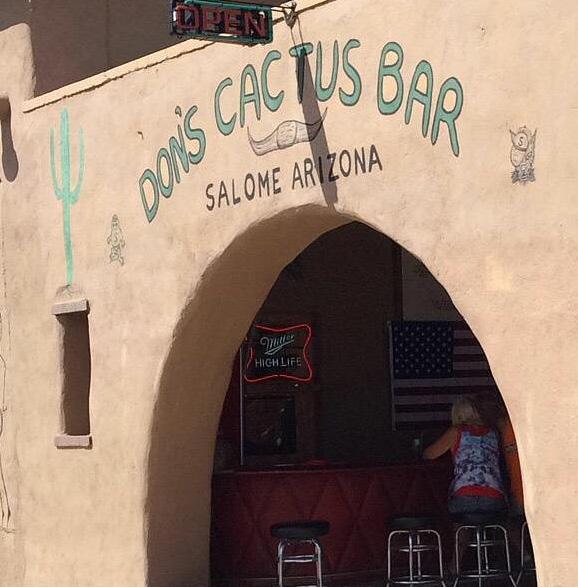 OPEN
DON'S CACTUS BAR
SALOME ARIZONA
Miller
HIGH LIFE